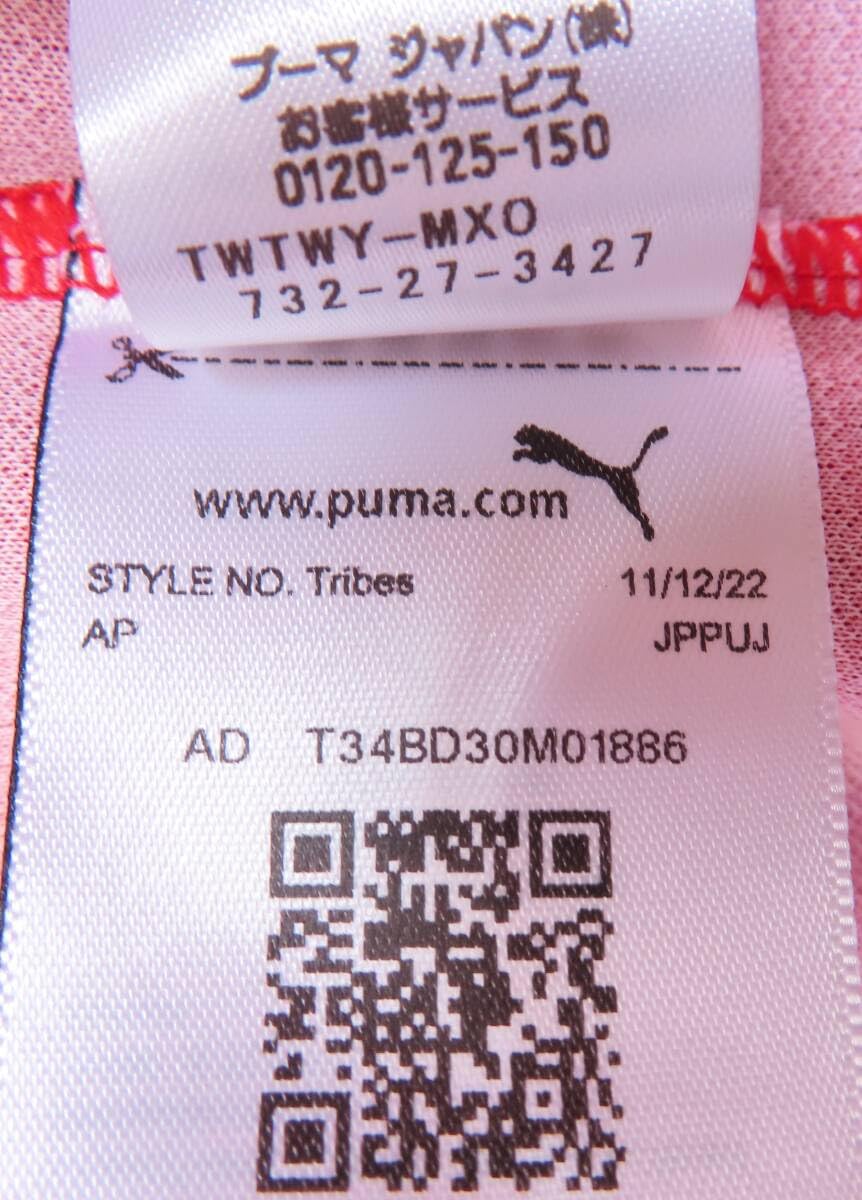 プーマ ジャパン(株)
お客様サービス
0120-125-150
TWTWY-MXO
732-27-3427
www.puma.com
STYLE NO. Tribes 11/12/22
AP JPPUJ
AD T34BD30M01886